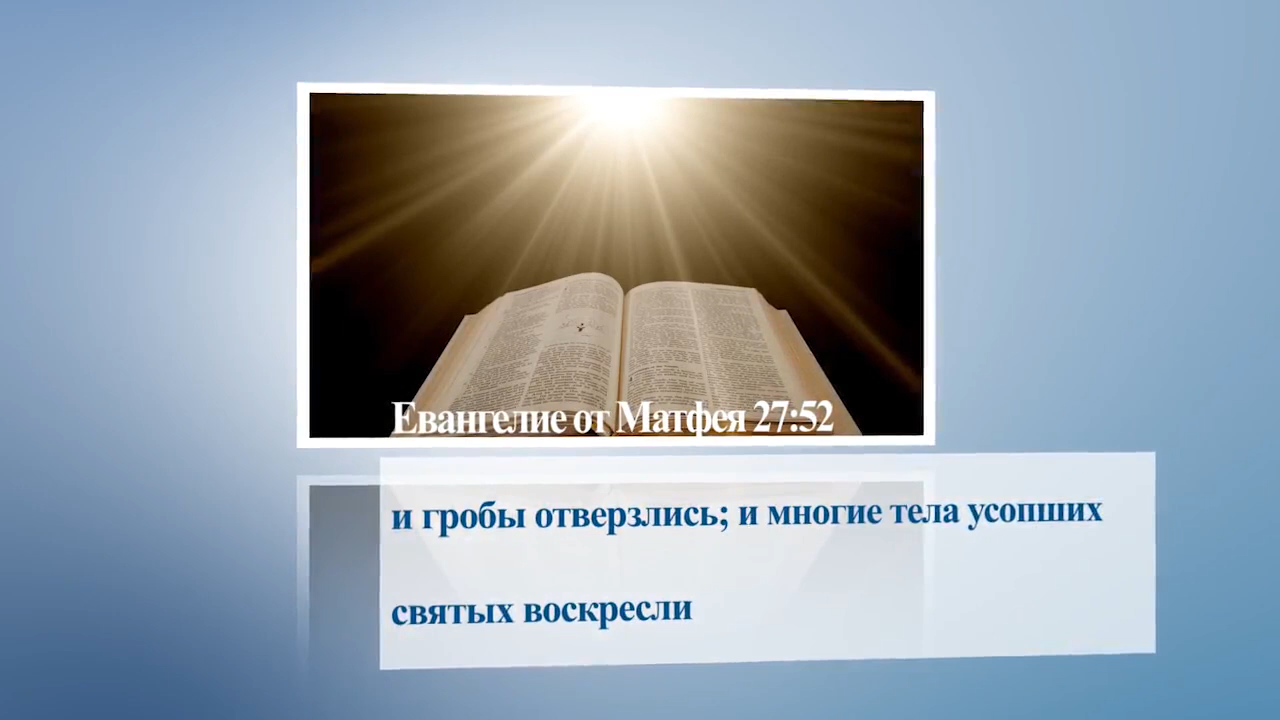 Евангелие от Матфея 27:52
и гробы отверзлись; и многие тела усопших
святых воскресли